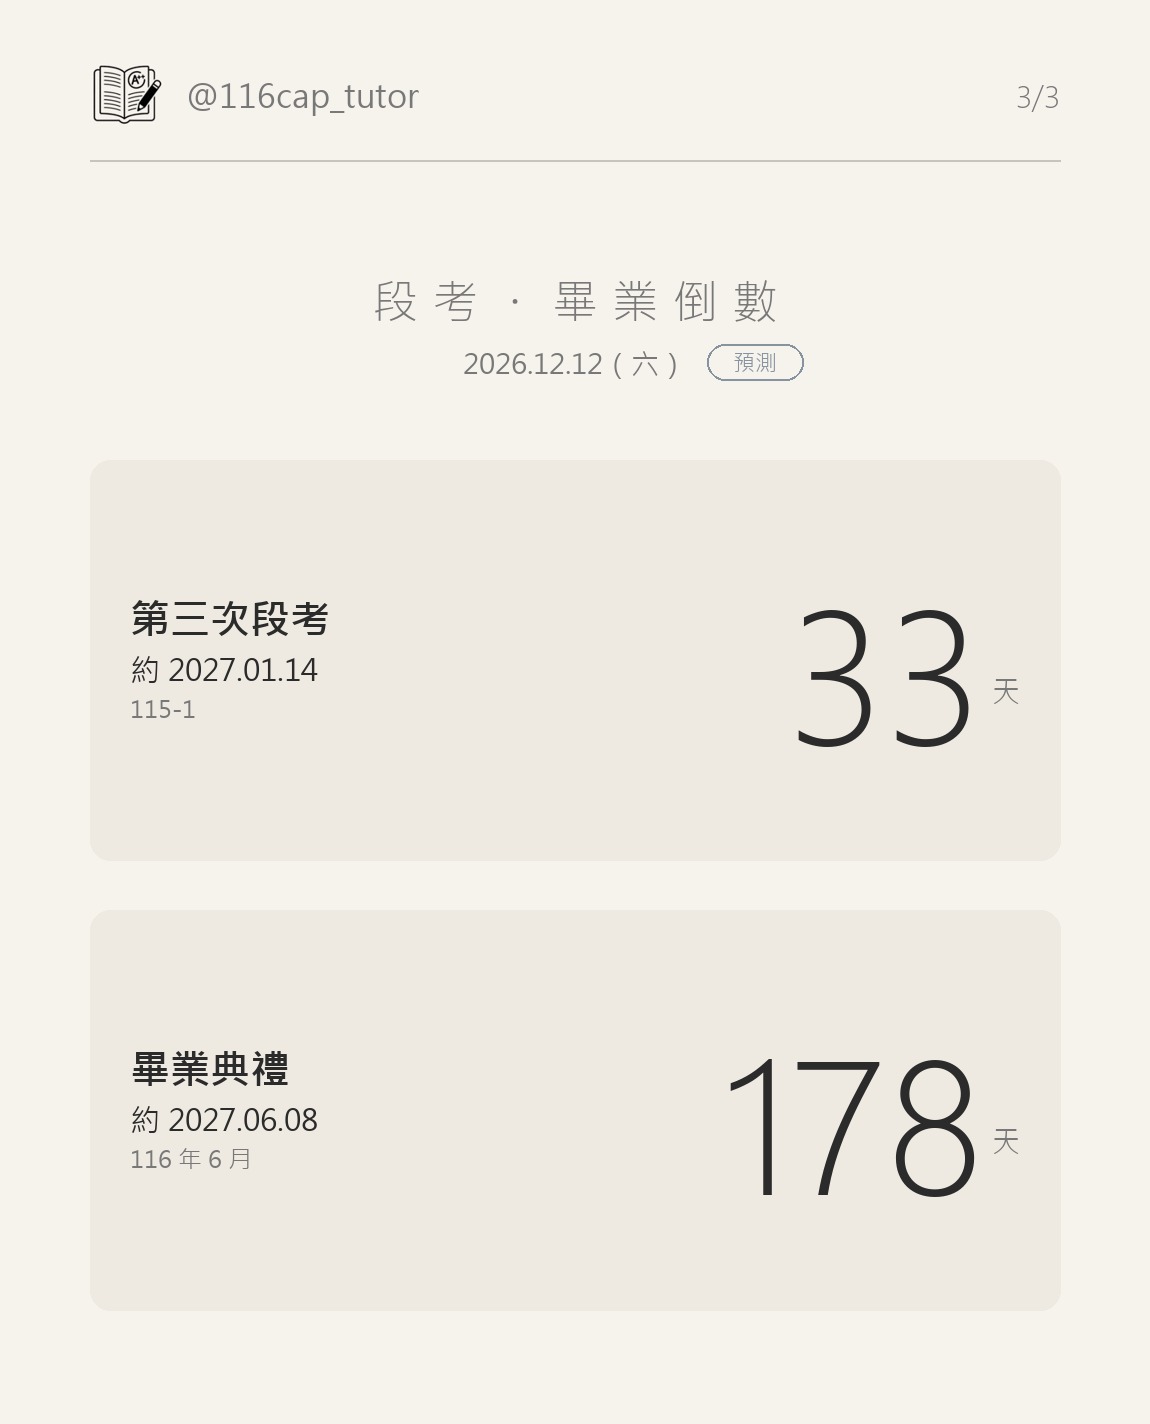 @116cap_tutor
3/3
段考・畢業倒數
2026.12.12（六） 預測
第三次段考
約 2027.01.14
115-1
33 天
畢業典禮
約 2027.06.08
116 年 6 月
178 天